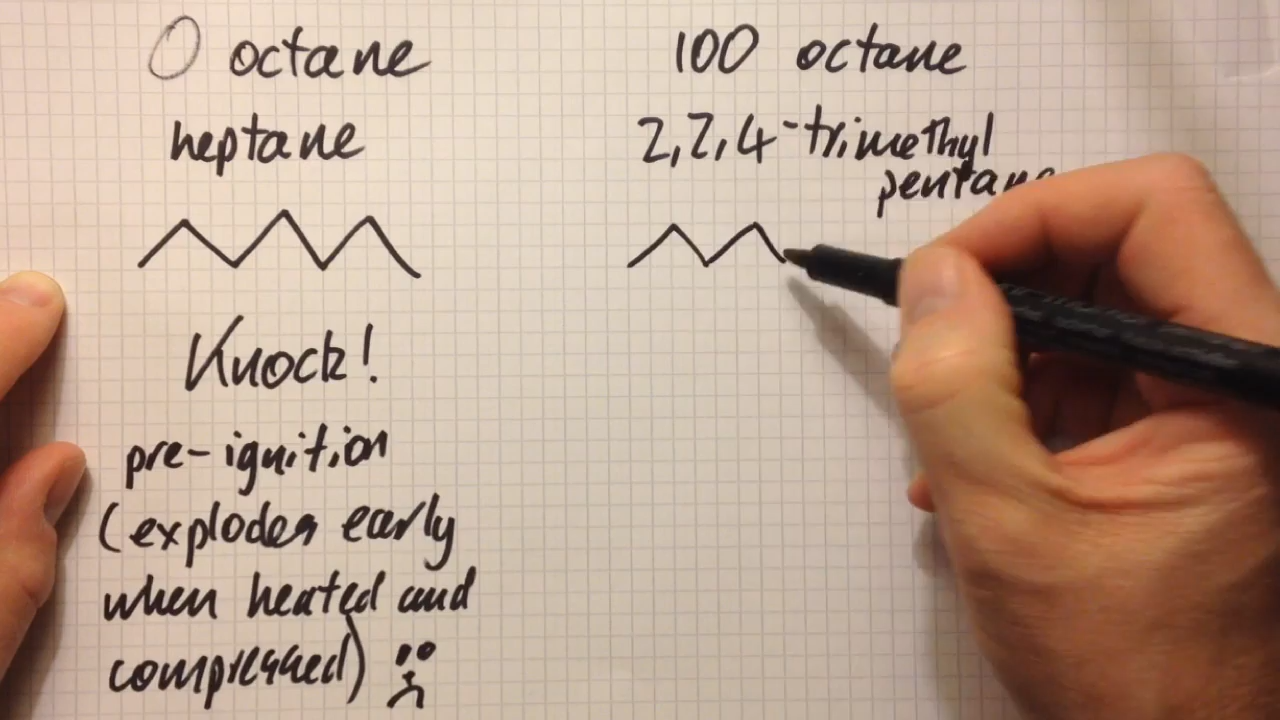 0 octane
heptane
Knock!
pre-ignition
(explodes early
when heated and
compressed)
100 octane
2,2,4-trimethyl
pentane